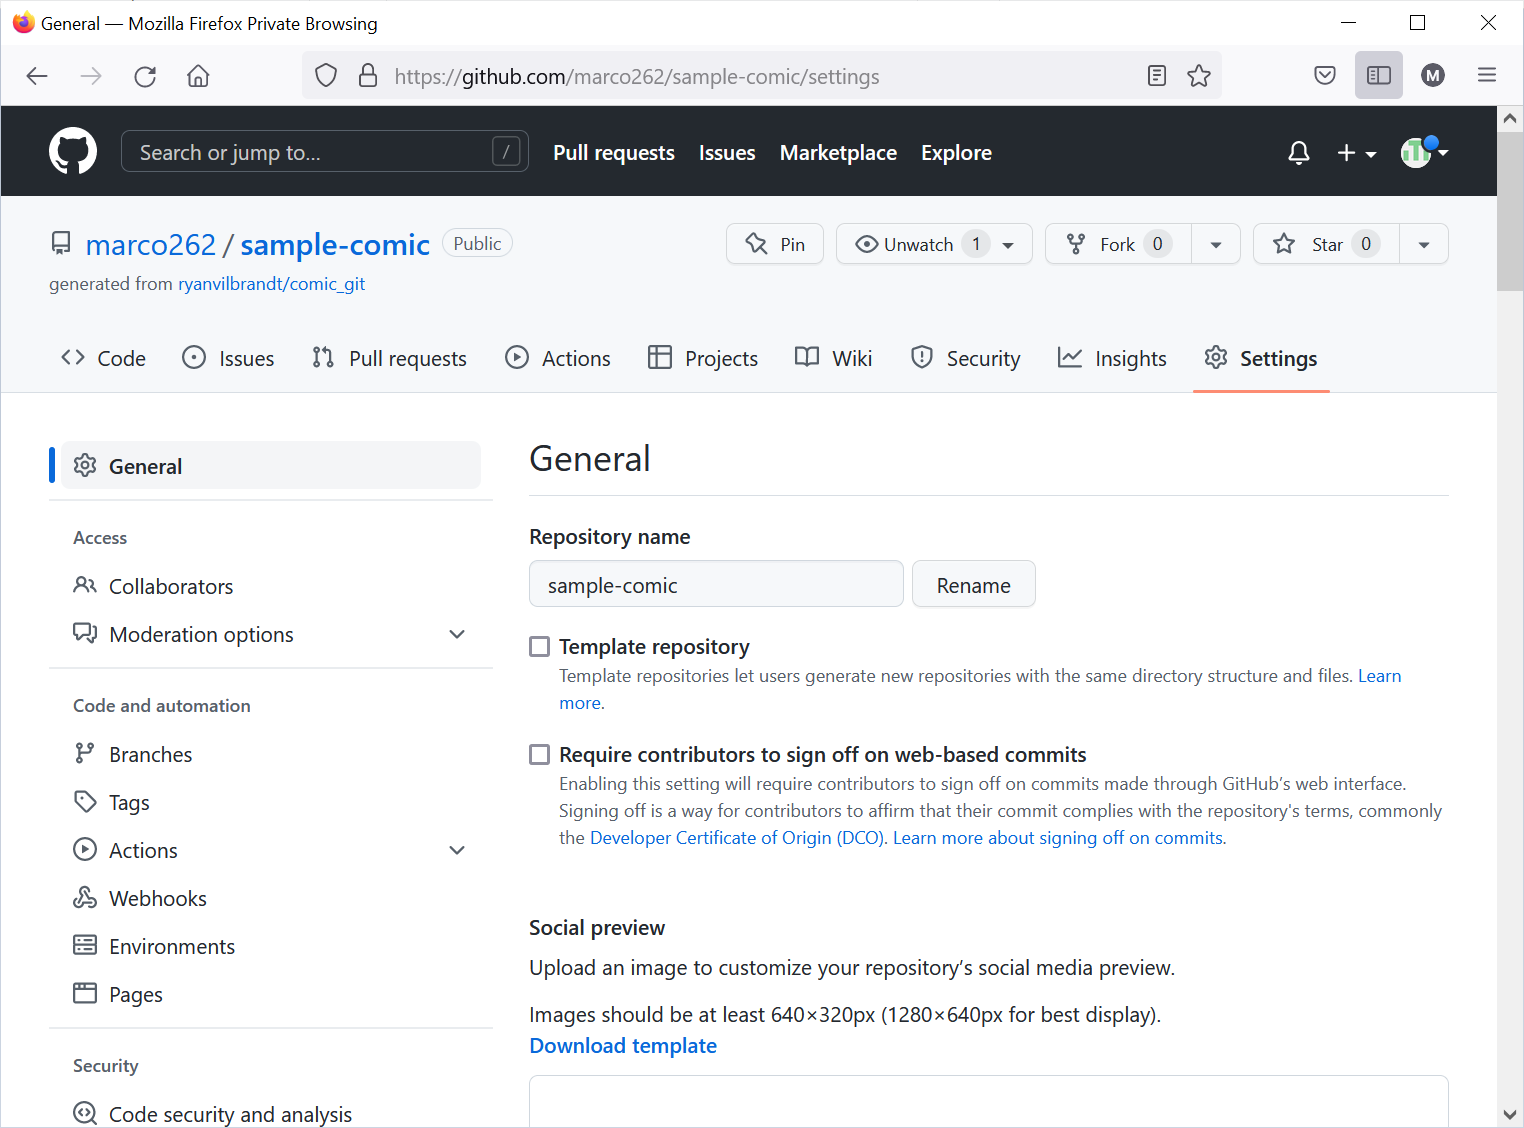 General — Mozilla Firefox Private Browsing
https://github.com/marco262/sample-comic/settings
M
Search or jump to...
/
Pull requests
Issues
Marketplace
Explore
marco262 / sample-comic
Public
Pin
Unwatch 1
Fork 0
Star 0
generated from ryanvilbrandt/comic_git
Code
Issues
Pull requests
Actions
Projects
Wiki
Security
Insights
Settings
General
Access
Collaborators
Moderation options
Code and automation
Branches
Tags
Actions
Webhooks
Environments
Pages
Security
Code security and analysis
General
Repository name
sample-comic
Rename
Template repository
Template repositories let users generate new repositories with the same directory structure and files. Learn
more.
Require contributors to sign off on web-based commits
Enabling this setting will require contributors to sign off on commits made through GitHub’s web interface.
Signing off is a way for contributors to affirm that their commit complies with the repository's terms, commonly
the Developer Certificate of Origin (DCO). Learn more about signing off on commits.
Social preview
Upload an image to customize your repository’s social media preview.
Images should be at least 640×320px (1280×640px for best display).
Download template